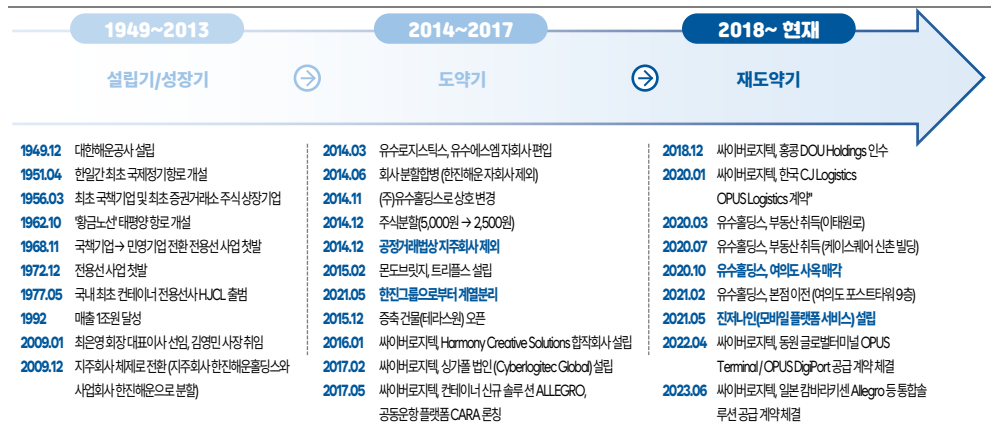 1949~2013
설립기/성장기
1949.12 대한해운공사 설립
1951.04 한일간 최초 국제정기항로 개설
1956.03 최초 국책기업 및 최초 증권거래소 주식 상장기업
1962.10 '황금노선' 태평양 항로 개설
1968.11 국책기업→ 민영기업 전환 전용선 사업 첫발
1972.12 전용선 사업 첫발
1977.05 국내 최초 컨테이너 전용선사 HJCL 출범
1992 매출 1조원 달성
2009.01 최은영 회장 대표이사 선임, 김영민 사장 취임
2009.12 지주회사 체제로 전환 (지주회사 한진해운홀딩스와
사업회사 한진해운으로 분할)
2014~2017
도약기
2014.03 유수로지스틱스, 유수에스엠 자회사 편입
2014.06 회사 분할합병 (한진해운 자회사 제외)
2014.11 (주)유수홀딩스로 상호 변경
2014.12 주식분할(5,000원 → 2,500원)
2014.12 공정거래법상 지주회사 제외
2015.02 몬도브릿지, 트리플스 설립
2021.05 한진그룹으로부터 계열분리
2015.12 증축 건물(테라스원) 오픈
2016.01 싸이버로지텍, Harmony Creative Solutions 합작회사 설립
2017.02 싸이버로지텍, 싱가폴 법인 (Cyberlogitec Global) 설립
2017.05 싸이버로지텍, 컨테이너 신규 솔루션 ALLEGRO,
공동운항 플랫폼 CARA 론칭
2018~ 현재
재도약기
2018.12 싸이버로지텍, 홍콩 DOU Holdings 인수
2020.01 싸이버로지텍, 한국 CJ Logistics
OPUS Logistics 계약"
2020.03 유수홀딩스, 부동산 취득(이태원로)
2020.07 유수홀딩스, 부동산 취득 (케이스퀘어 신촌 빌딩)
2020.10 유수홀딩스, 여의도 사옥 매각
2021.02 유수홀딩스, 본점 이전 (여의도 포스트타워 9층)
2021.05 진저나인(모바일 플랫폼 서비스) 설립
2022.04 싸이버로지텍, 동원 글로벌터미널 OPUS
Terminal / OPUS DigiPort 공급 계약 체결
2023.06 싸이버로지텍, 일본 캄바라키센 Allegro 등 통합솔
루션 공급 계약 체결